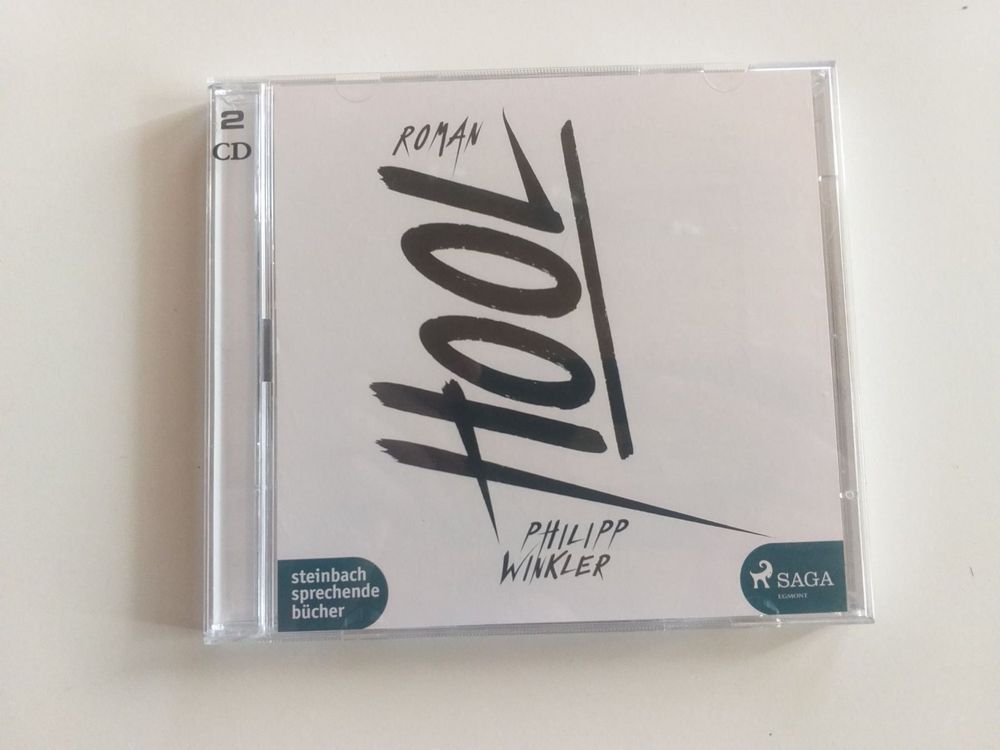 2
CD
ROMAN
HOOL
PHILIPP
WINKLER
steinbach
sprechende
bücher
SAGA
EGMONT